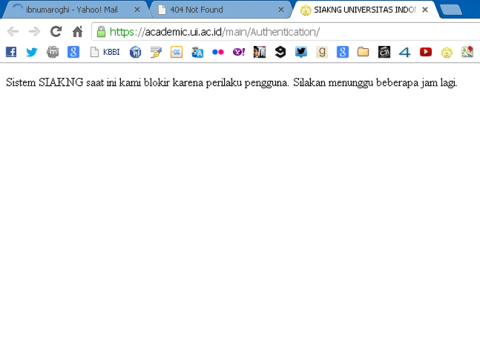 ibnumaroghi - Yahoo! Mail
404 Not Found
SIAKNG UNIVERSITAS INDO
https://academic.ui.ac.id/main/Authentication/
KBBI
Sistem SIAKNG saat ini kami blokir karena perilaku pengguna. Silakan menunggu beberapa jam lagi.